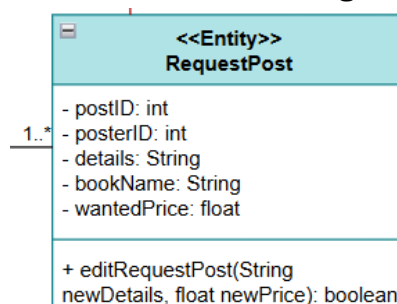 <<Entity>>
RequestPost
- postID: int
1..*
- posterID: int
- details: String
- bookName: String
- wantedPrice: float
+ editRequestPost(String
newDetails, float newPrice): boolean